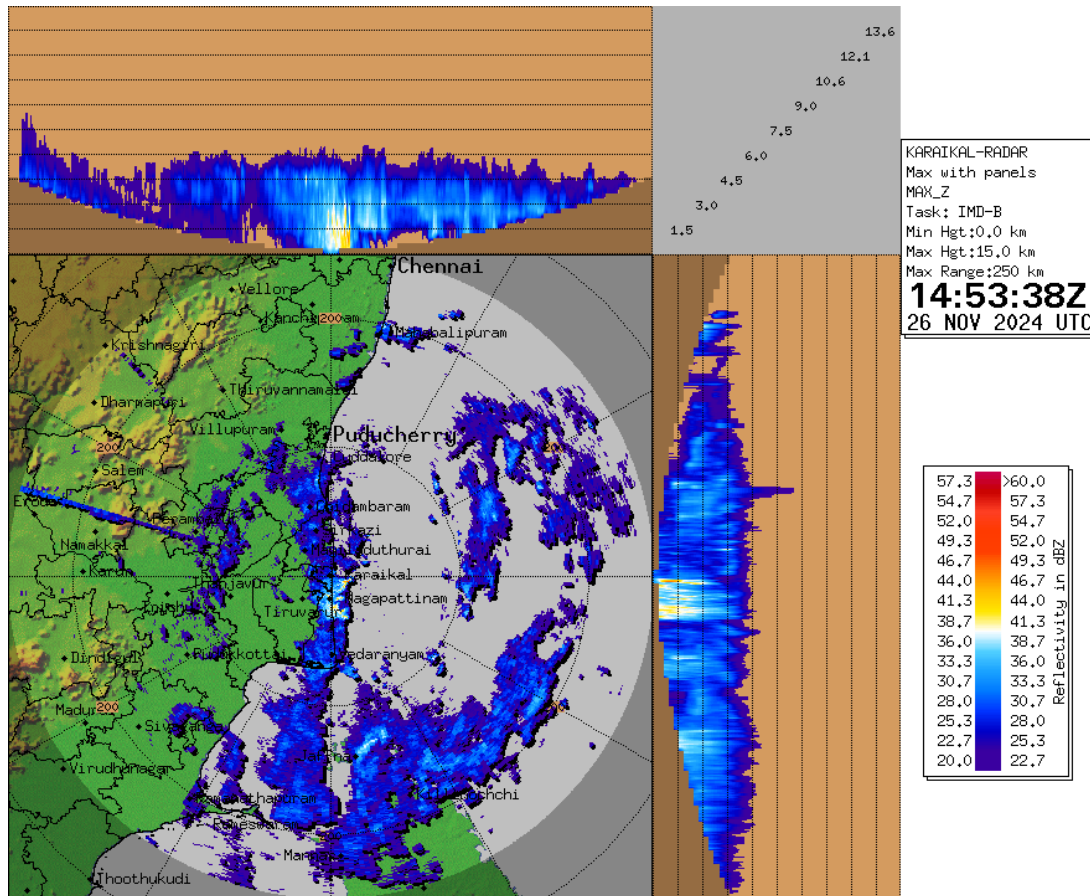 13.6
12.1
10.6
9.0
7.5
6.0
4.5
3.0
1.5
KARAIKAL-RADAR
Max with panels
MAX_Z
Task: IMD-B
Min Hgt:0.0 km
Max Hgt:15.0 km
Max Range:250 km
14:53:38Z
26 NOV 2024 UTC
Chennai
Vellore
200
Krishnagiri
Thiruvannamalai
Dharmapuri
Villupuram
Puducherry
200
Salem
Namakkal
Karur
Karaikal
Nagapattinam
Tiruvarur
Thanjavur
Pudukkottai
Vedaranyam
Dindigul
200
Virudhunagar
Jaffna
Ramanathapuram
Rameswaram
Thoothukudi
57.3 >60.0
54.7 57.3
52.0 54.7
49.3 52.0
46.7 49.3
44.0 46.7
41.3 44.0
38.7 41.3
36.0 38.7
33.3 36.0
30.7 33.3
28.0 30.7
25.3 28.0
22.7 25.3
20.0 22.7
Reflectivity in dBZ